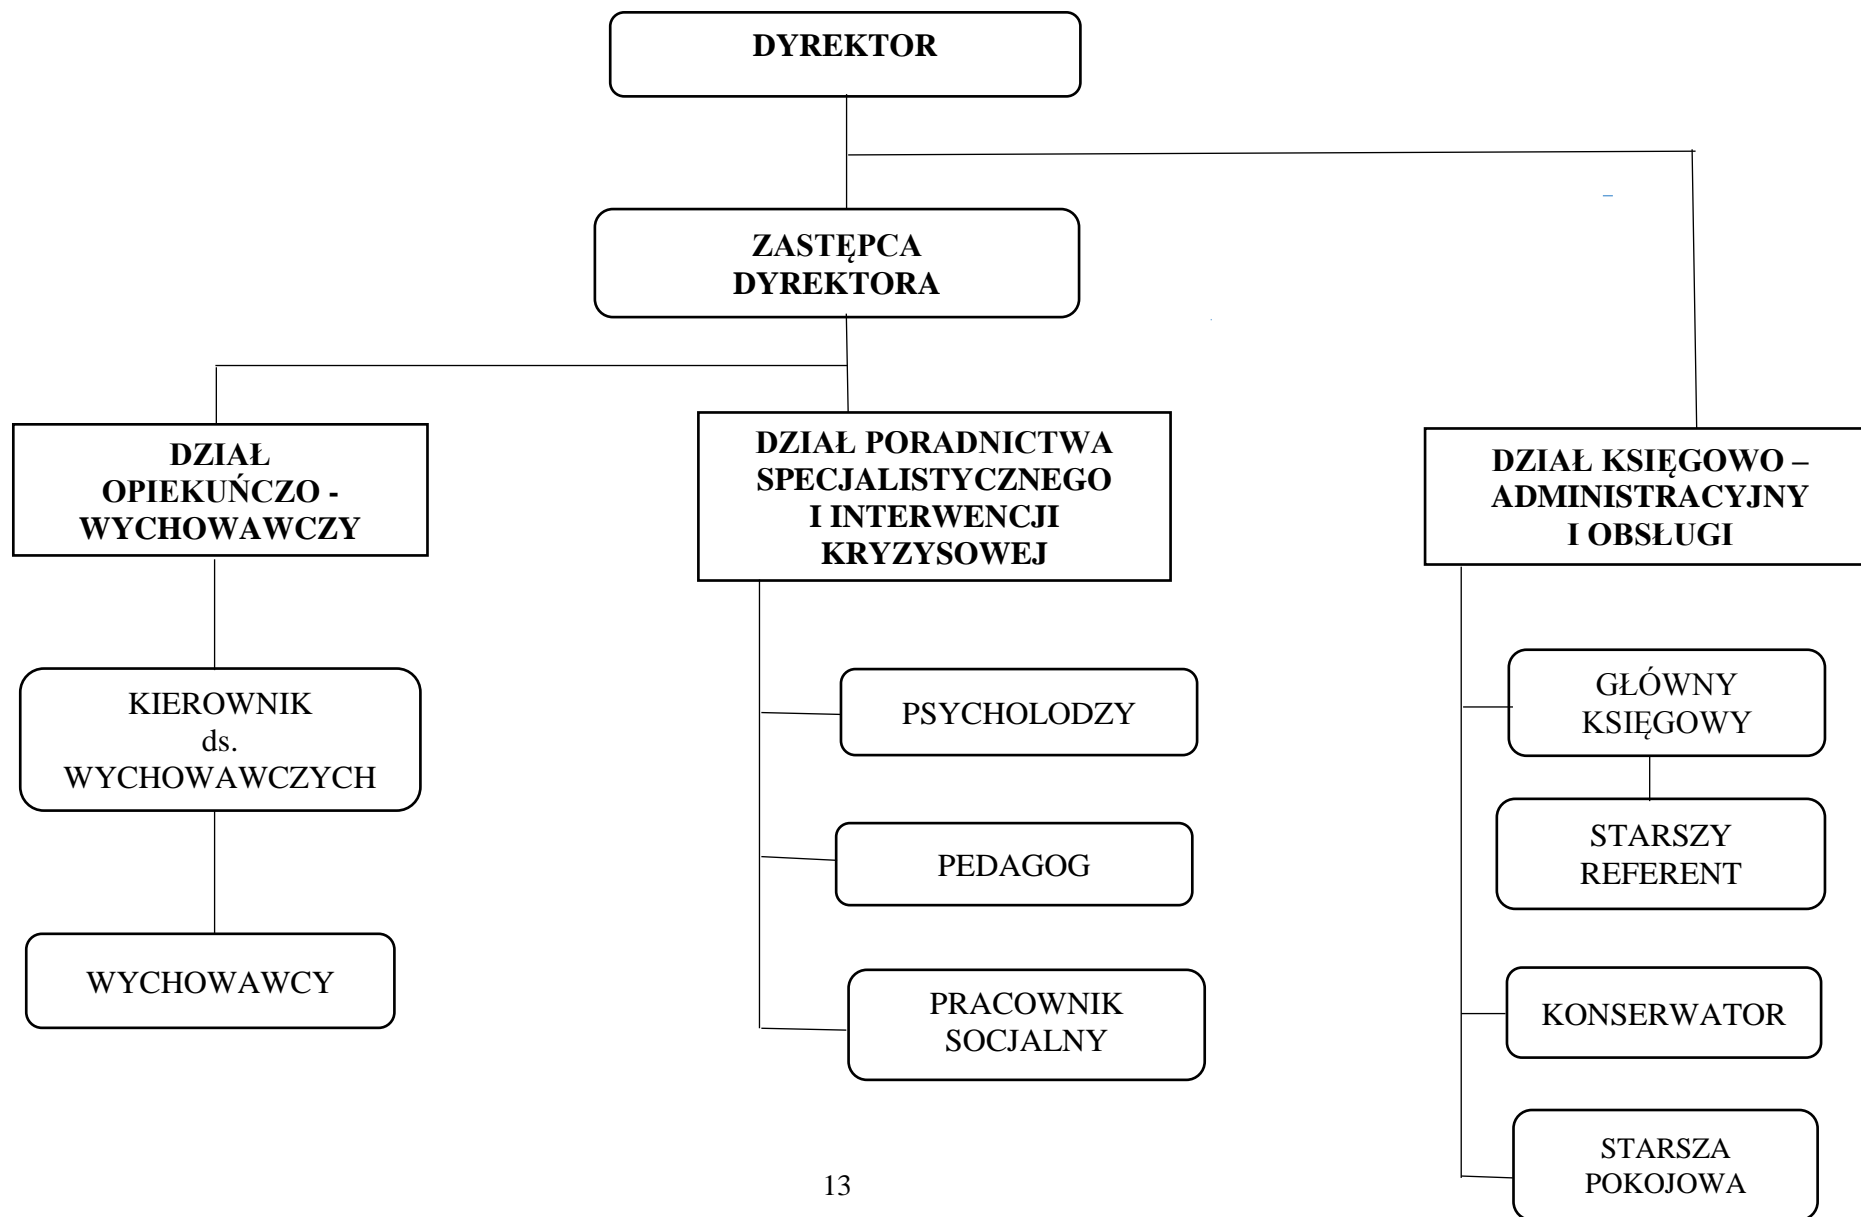 DYREKTOR
ZASTĘPCA
DYREKTORA
DZIAŁ
OPIEKUŃCZO -
WYCHOWAWCZY
DZIAŁ PORADNICTWA
SPECJALISTYCZNEGO
I INTERWENCJI
KRYZYSOWEJ
DZIAŁ KSIĘGOWO –
ADMINISTRACYJNY
I OBSŁUGI
KIEROWNIK
ds.
WYCHOWAWCZYCH
WYCHOWAWCY
PSYCHOLODZY
PEDAGOG
PRACOWNIK
SOCJALNY
GŁÓWNY
KSIĘGOWY
STARSZY
REFERENT
KONSERWATOR
STARSZA
POKOJOWA
13